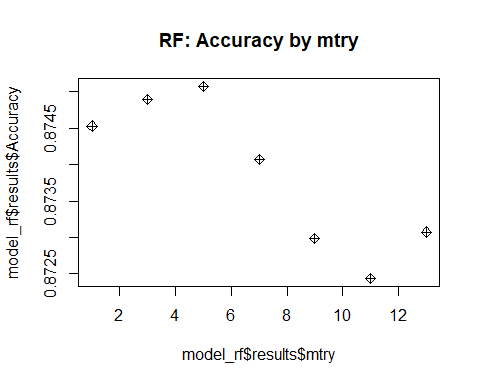 RF: Accuracy by mtry
model_rf$results$Accuracy
0.8745
0.8735
0.8725
2 4 6 8 10 12
model_rf$results$mtry